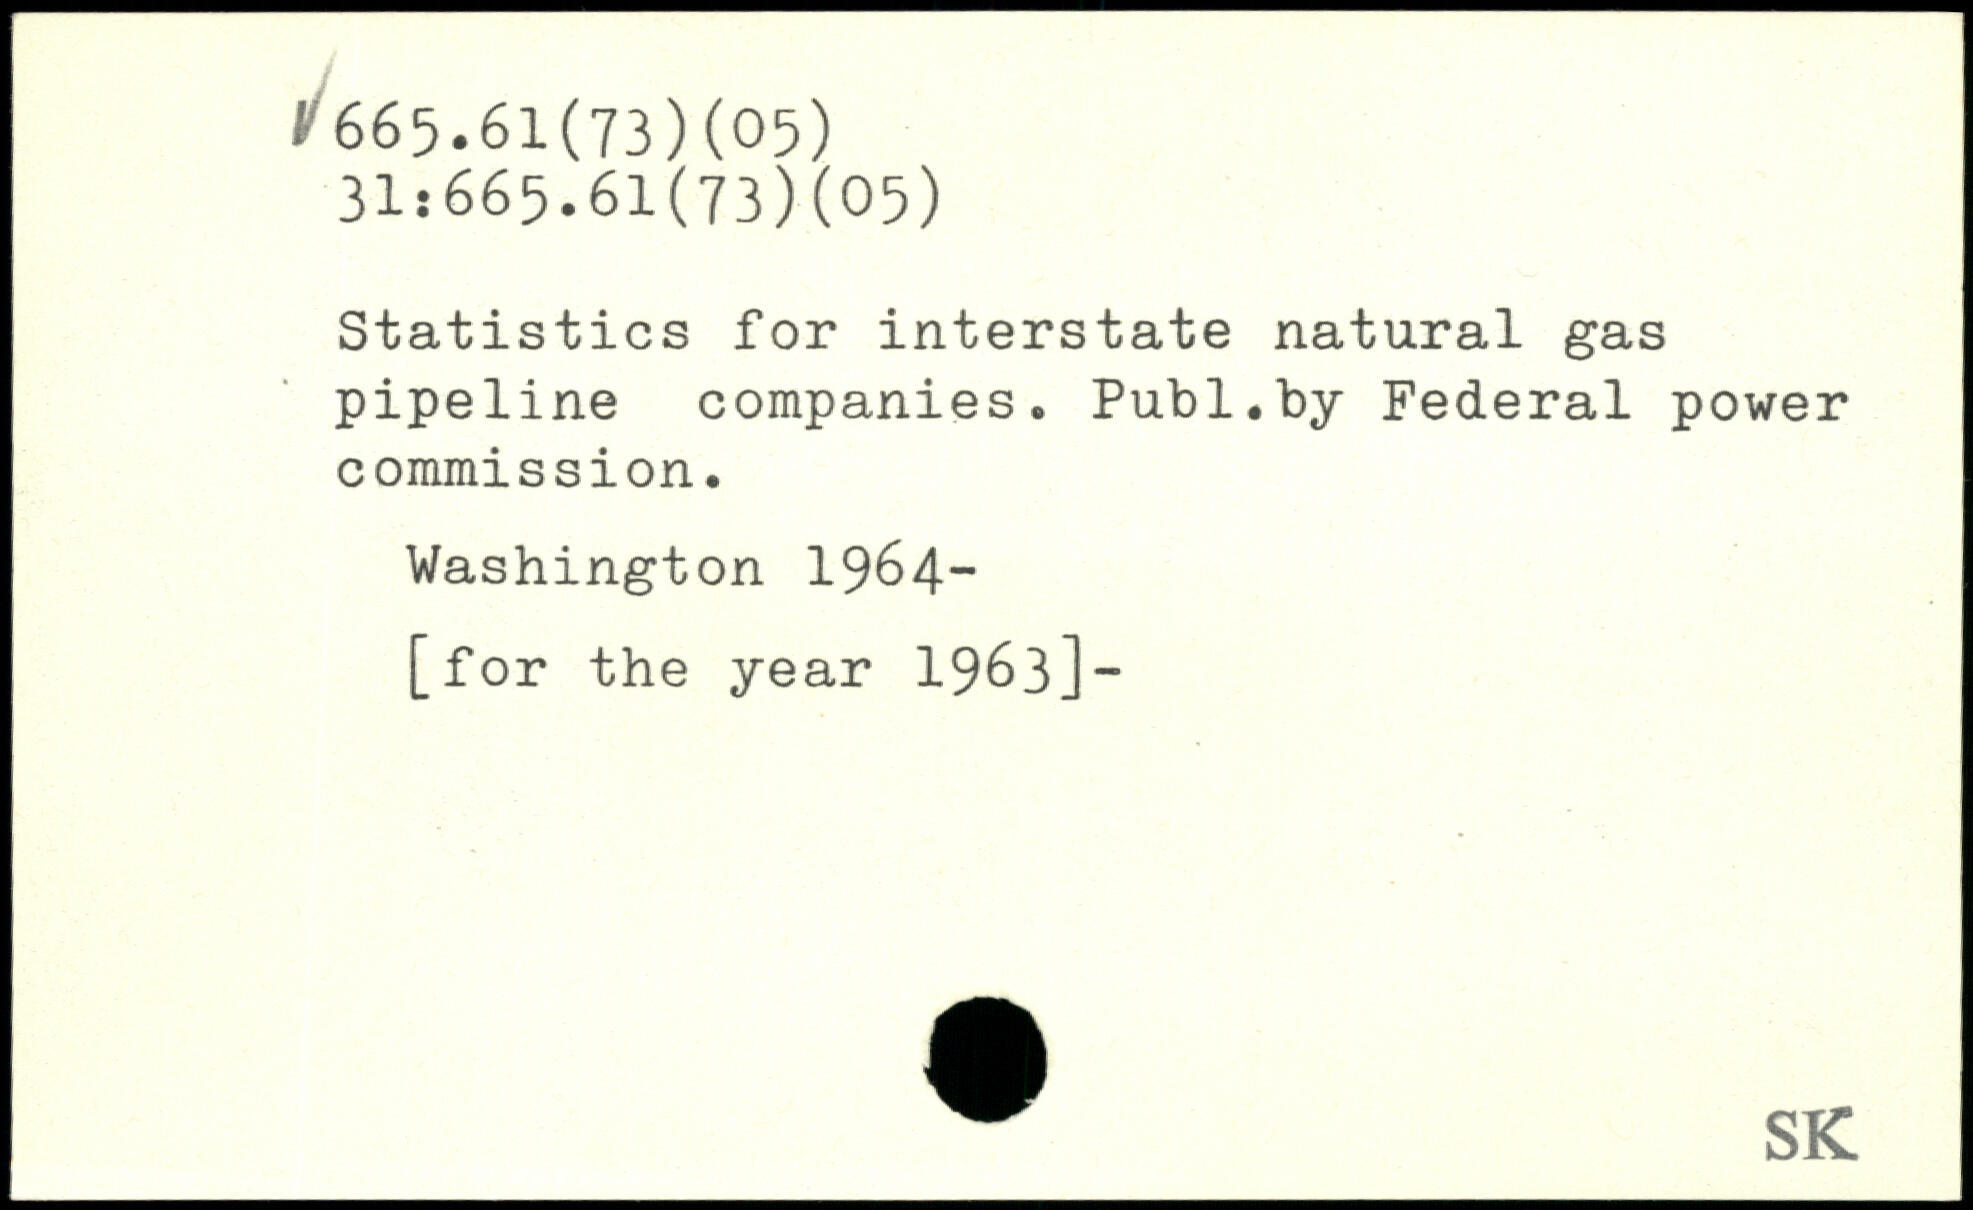 ✓665.61(73)(05)
31:665.61(73)(05)
Statistics for interstate natural gas
pipeline companies. Publ.by Federal power
commission.
Washington 1964-
[for the year 1963]-
SK